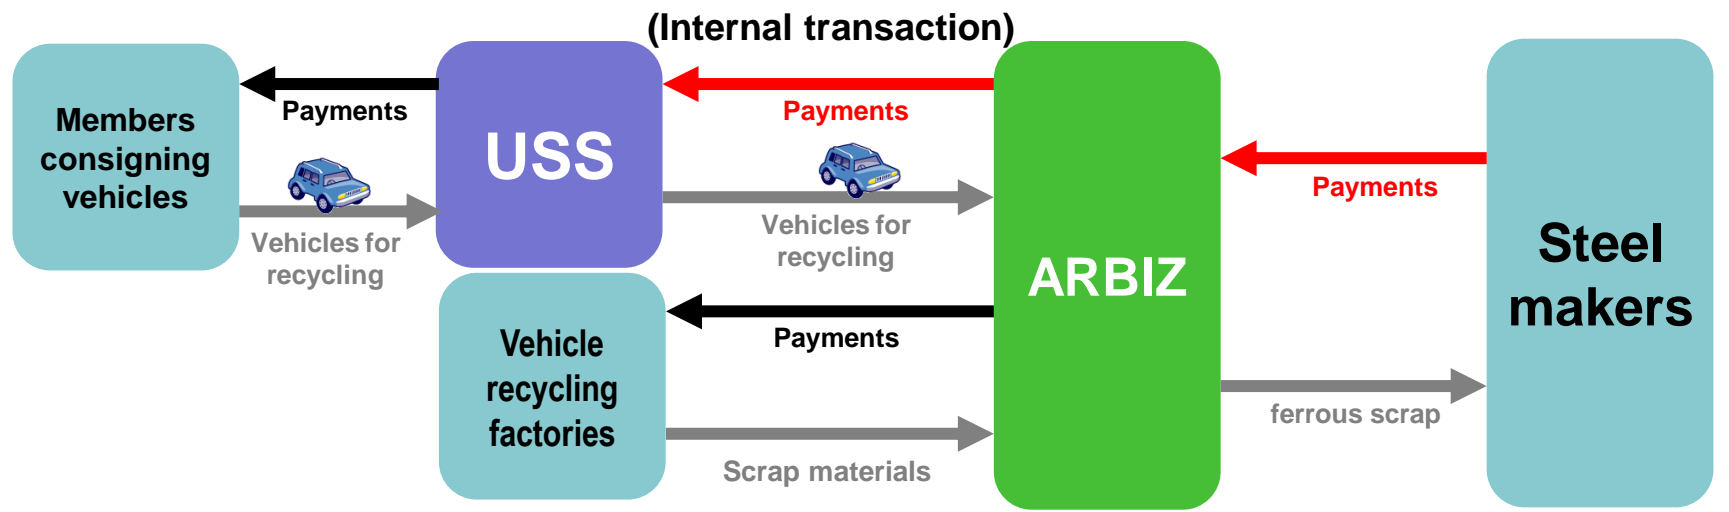 (Internal transaction)
Members
consigning
vehicles
Payments
Vehicles for
recycling
USS
Payments
Vehicles for
recycling
Vehicle
recycling
factories
Payments
Scrap materials
ARBIZ
Payments
ferrous scrap
Steel
makers